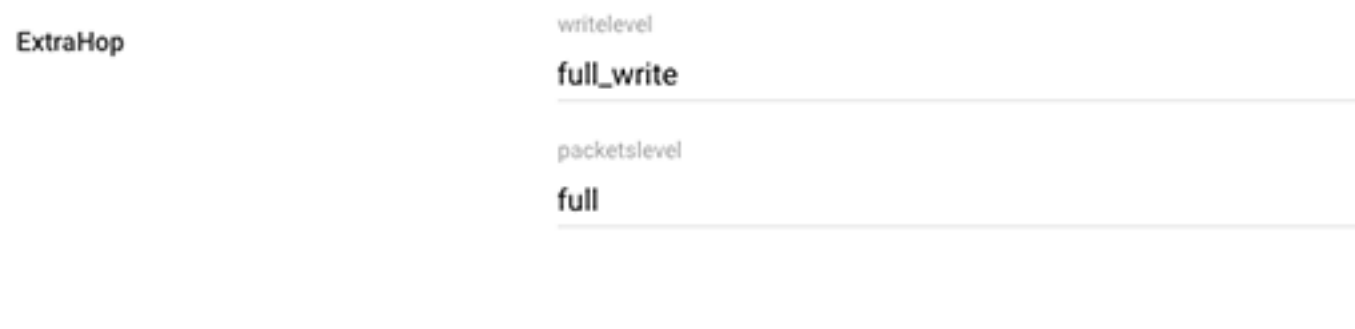 ExtraHop
writelevel
full_write
packetslevel
full